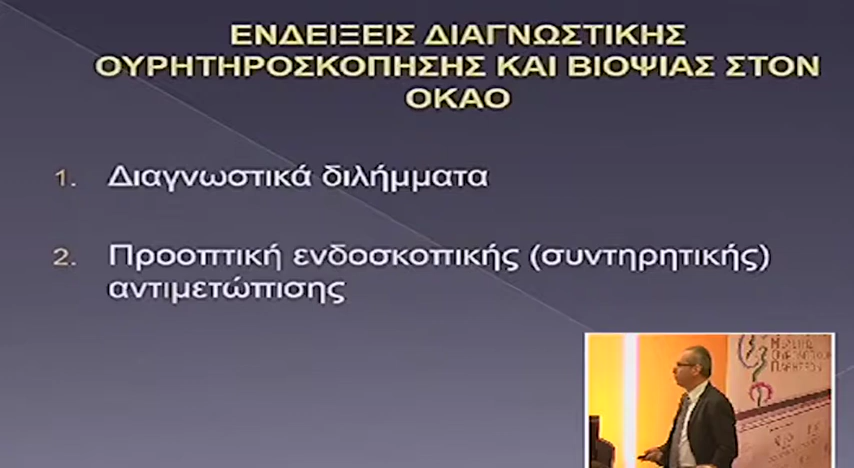 ΕΝΔΕΙΞΕΙΣ ΔΙΑΓΝΩΣΤΙΚΗΣ
ΟΥΡΗΤΗΡΟΣΚΟΠΗΣΗΣ ΚΑΙ ΒΙΟΨΙΑΣ ΣΤΟΝ
ΟΚΑΟ
1. Διαγνωστικά διλήμματα
2. Προοπτική ενδοσκοπικής (συντηρητικής)
αντιμετώπισης